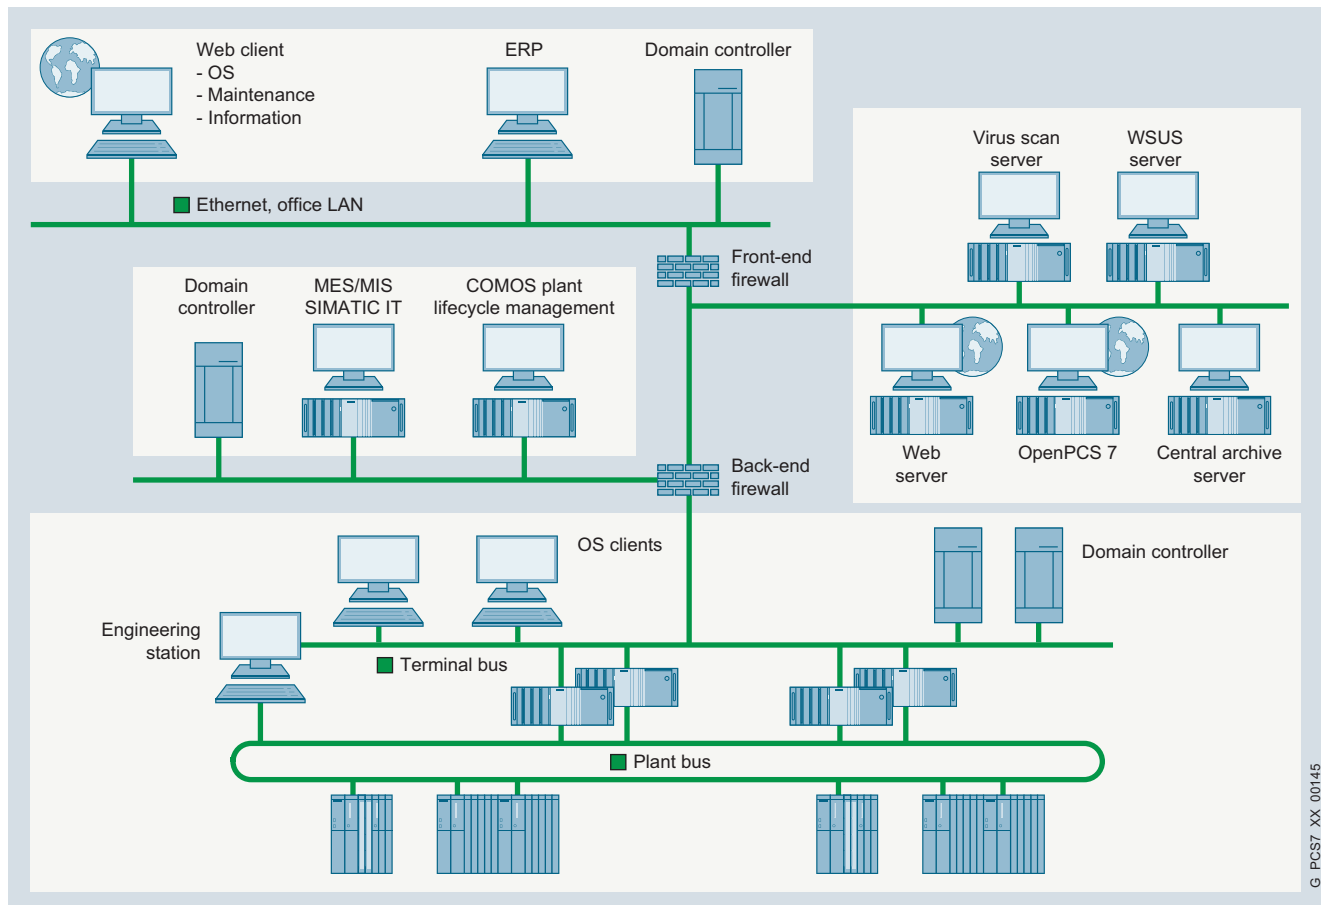 Web client
- OS
- Maintenance
- Information
ERP
Domain controller
Ethernet, office LAN
Virus scan
server
WSUS
server
Front-end
firewall
Domain
controller
MES/MIS
SIMATIC IT
COMOS plant
lifecycle management
Web
server
OpenPCS 7
Central archive
server
Back-end
firewall
OS clients
Domain controller
Engineering
station
Terminal bus
Plant bus
G_PCS7_XX_00145